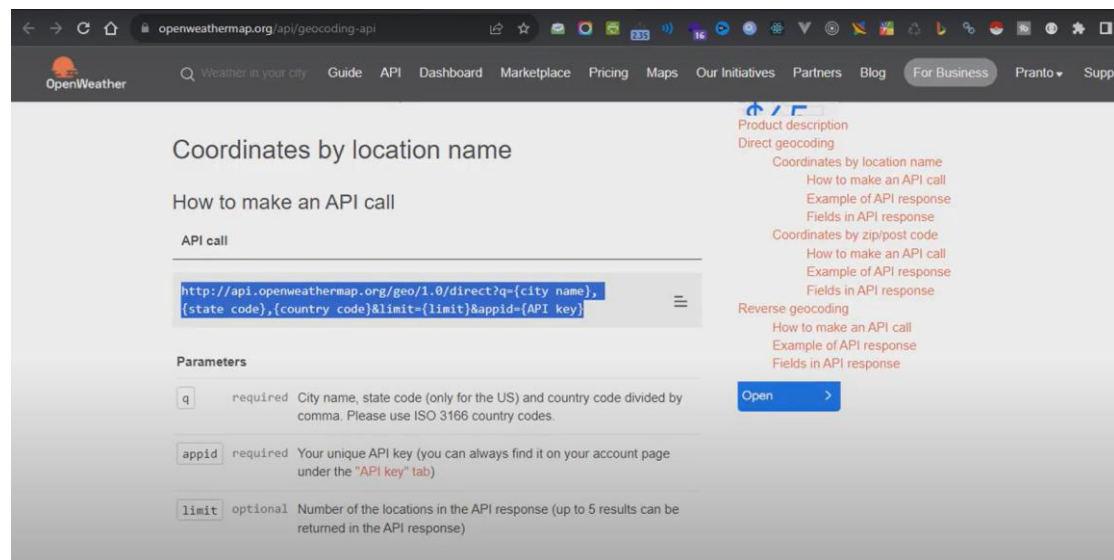 openweathermap.org/api/geocoding-api
235
16
OpenWeather
Weather in your city
Guide
API
Dashboard
Marketplace
Pricing
Maps
Our Initiatives
Partners
Blog
For Business
Pranto
Supp
Coordinates by location name
How to make an API call
API call
http://api.openweathermap.org/geo/1.0/direct?q={city name},
{state code},{country code}&limit={limit}&appid={API key}
Parameters
q required City name, state code (only for the US) and country code divided by
comma. Please use ISO 3166 country codes.
appid required Your unique API key (you can always find it on your account page
under the "API key" tab)
limit optional Number of the locations in the API response (up to 5 results can be
returned in the API response)
Product description
Direct geocoding
Coordinates by location name
How to make an API call
Example of API response
Fields in API response
Coordinates by zip/post code
How to make an API call
Example of API response
Fields in API response
Reverse geocoding
How to make an API call
Example of API response
Fields in API response
Open